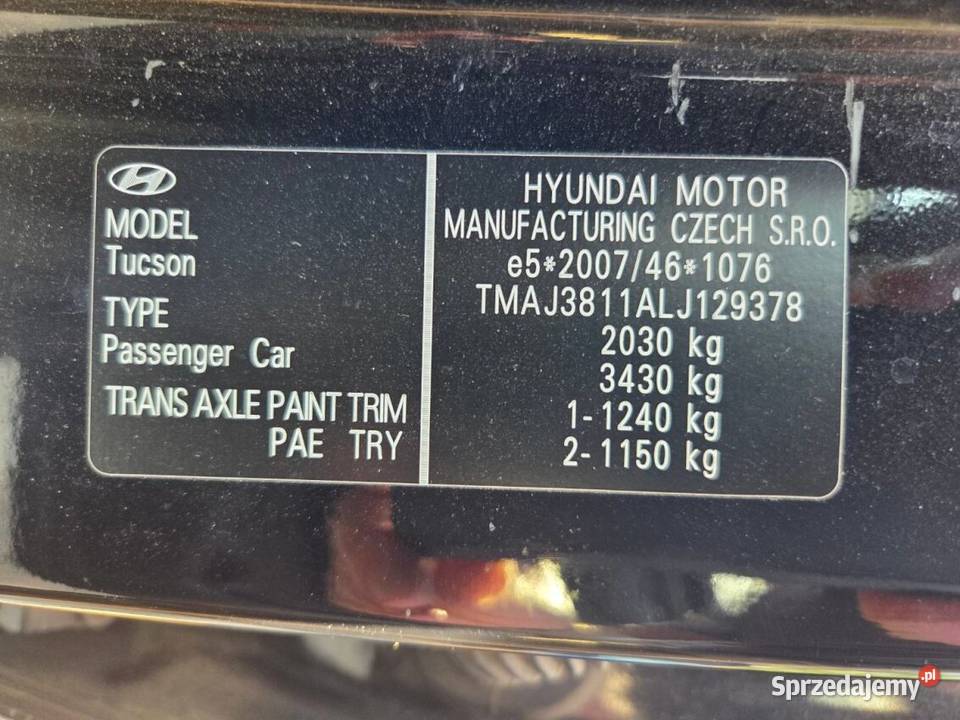 MODEL
Tucson
TYPE
Passenger Car
TRANS AXLE PAINT TRIM
PAE TRY
HYUNDAI MOTOR
MANUFACTURING CZECH S.R.O.
e5*2007/46*1076
TMAJ3811ALJ129378
2030 kg
3430 kg
1-1240 kg
2-1150 kg
Sprzedajemy.pl